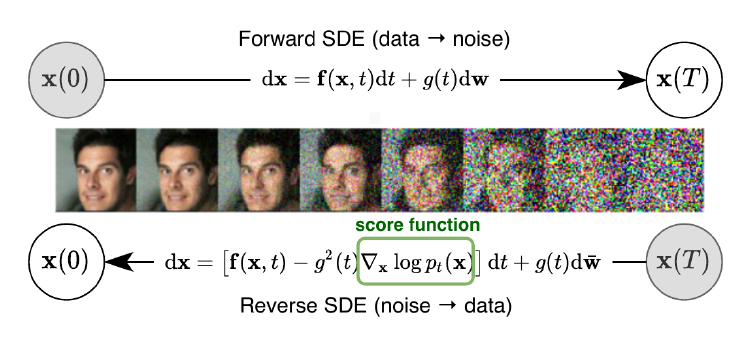 Forward SDE (data → noise)
x(0) dx = f(x, t)dt + g(t)dw x(T)
score function
x(0) dx = [f(x, t) − g²(t)∇ₓ log pₜ(x)] dt + g(t)dw̄ x(T)
Reverse SDE (noise → data)